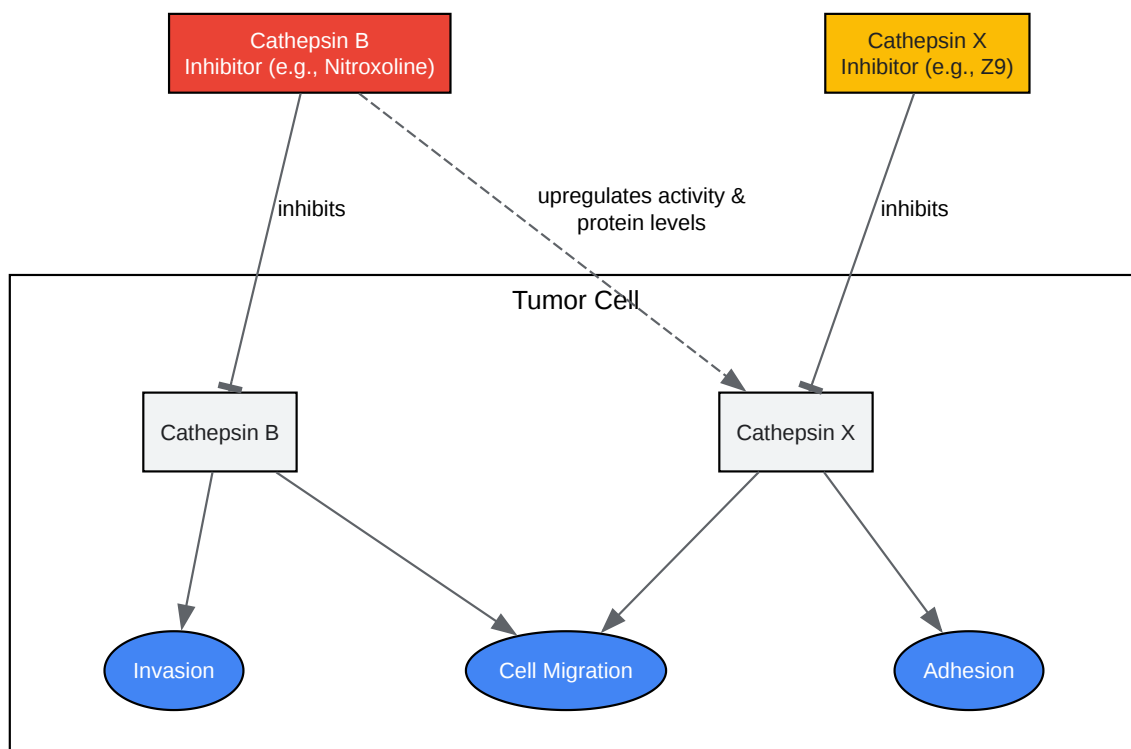 Cathepsin B
Inhibitor (e.g., Nitroxoline)
Cathepsin X
Inhibitor (e.g., Z9)
inhibits
upregulates activity &
protein levels
inhibits
Tumor Cell
Cathepsin B
Cathepsin X
Invasion
Cell Migration
Adhesion